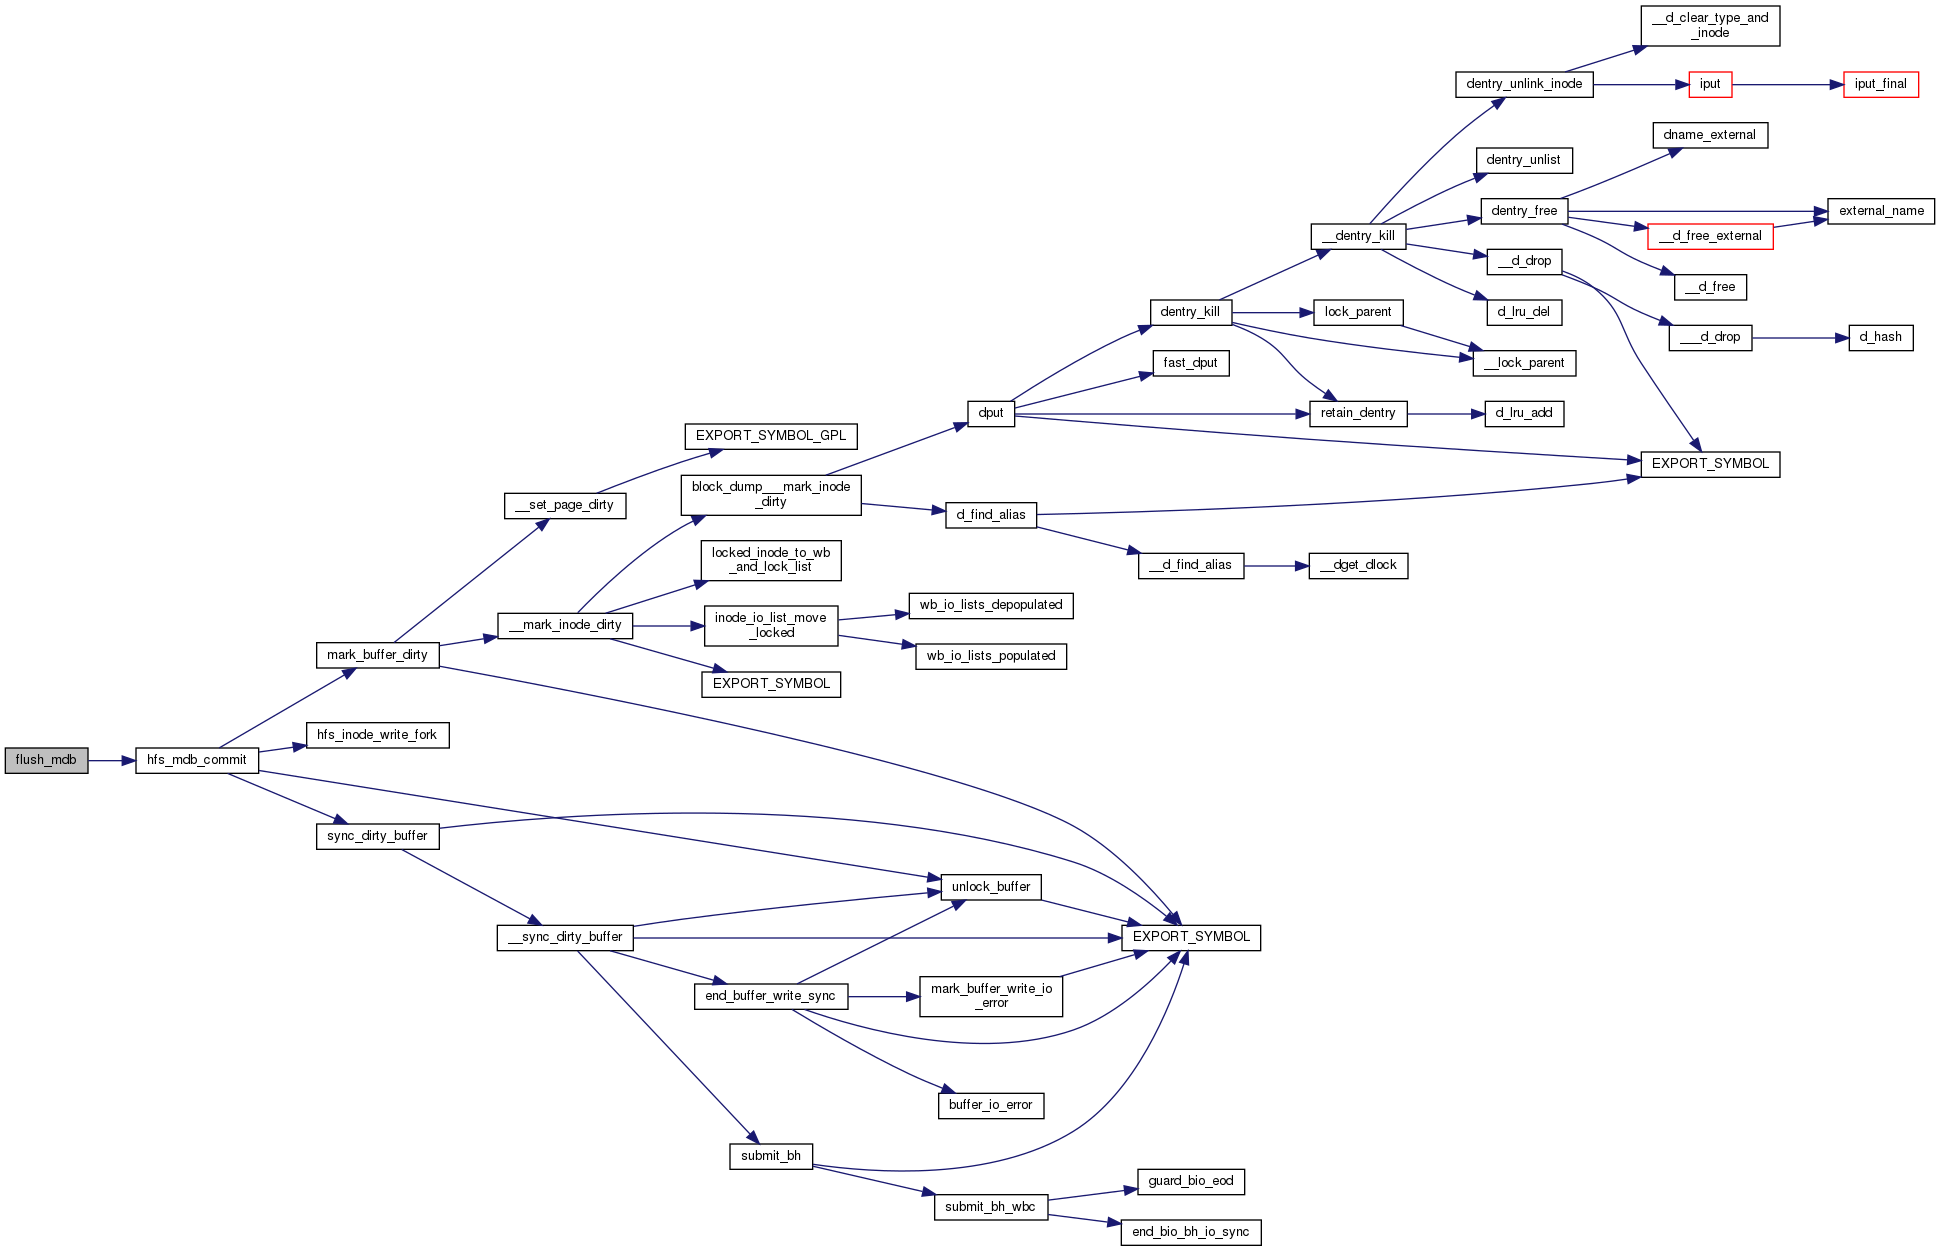 __d_clear_type_and
_inode
dentry_unlink_inode
iput
iput_final
dname_external
dentry_unlist
dentry_free
external_name
__dentry_kill
__d_free_external
__d_drop
__d_free
dentry_kill
lock_parent
d_lru_del
___d_drop
d_hash
fast_dput
__lock_parent
dput
retain_dentry
d_lru_add
EXPORT_SYMBOL_GPL
EXPORT_SYMBOL
block_dump___mark_inode
_dirty
__set_page_dirty
d_find_alias
locked_inode_to_wb
_and_lock_list
__d_find_alias
__dget_dlock
wb_io_lists_depopulated
__mark_inode_dirty
inode_io_list_move
_locked
mark_buffer_dirty
wb_io_lists_populated
EXPORT_SYMBOL
hfs_inode_write_fork
flush_mdb
hfs_mdb_commit
sync_dirty_buffer
unlock_buffer
__sync_dirty_buffer
EXPORT_SYMBOL
end_buffer_write_sync
mark_buffer_write_io
_error
buffer_io_error
submit_bh
guard_bio_eod
submit_bh_wbc
end_bio_bh_io_sync